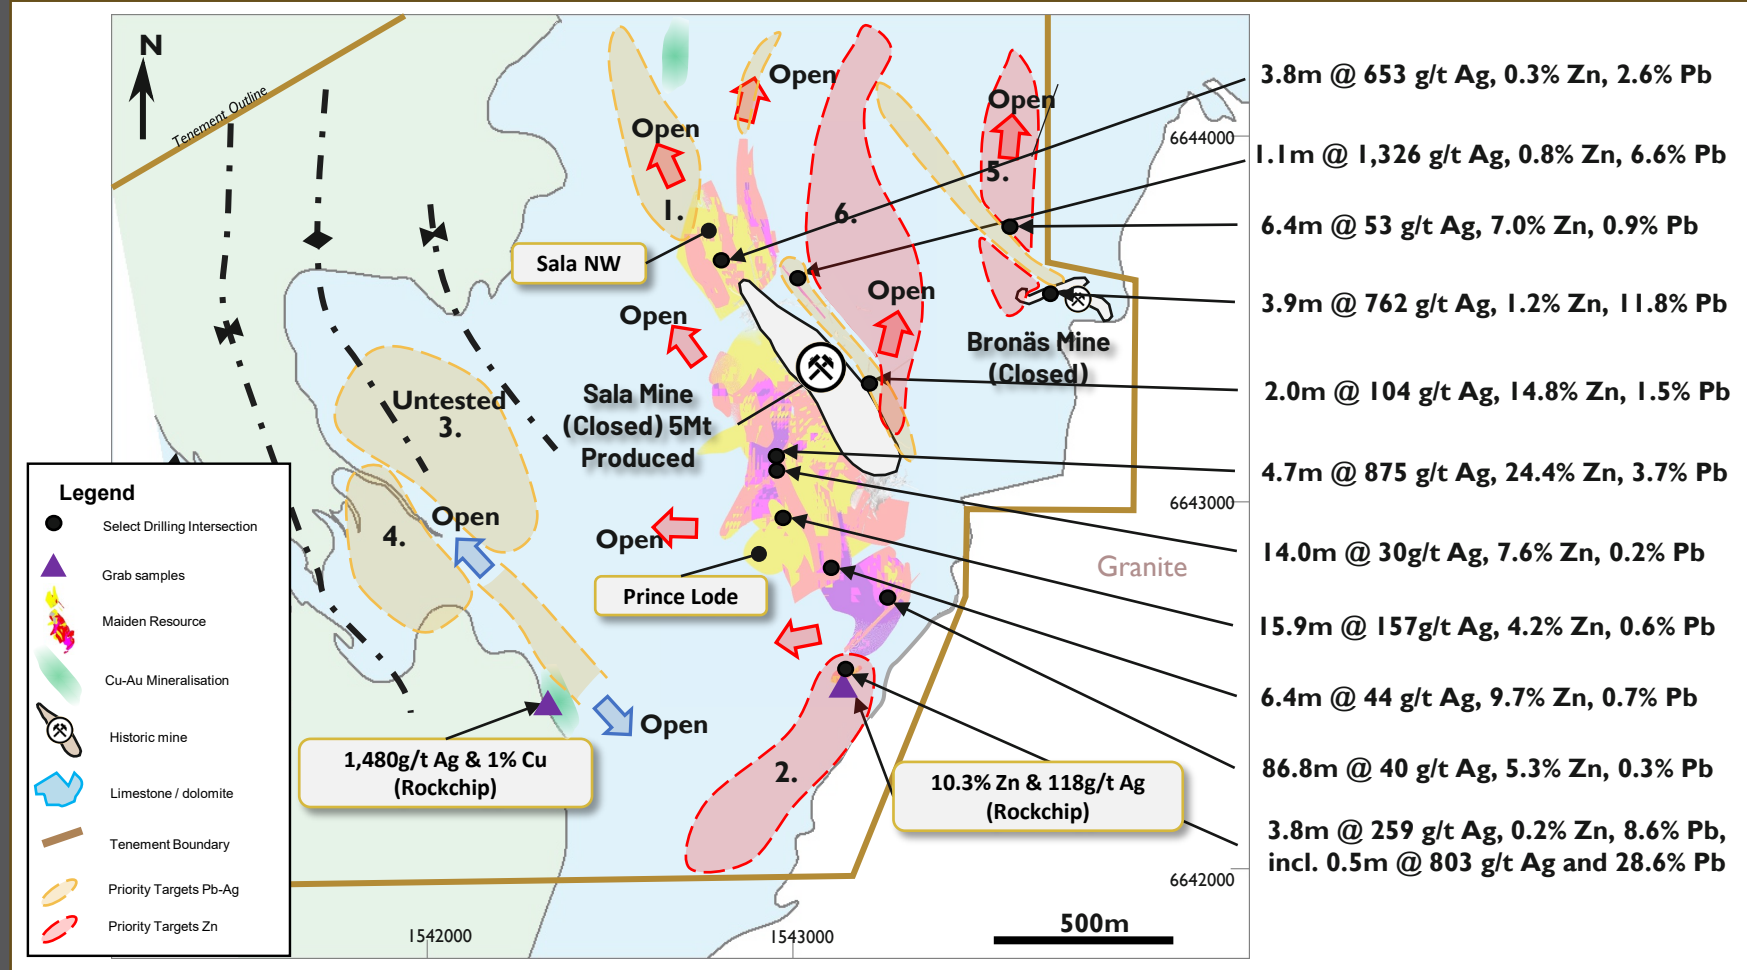 N
Tenement Outline
Open
Open
Open
1.
5.
6.
Sala NW
Open
Open
Bronäs Mine
(Closed)
Sala Mine
(Closed) 5Mt
Produced
Untested
3.
4.
Open
Open
Prince Lode
Granite
Open
2.
1,480g/t Ag & 1% Cu
(Rockchip)
10.3% Zn & 118g/t Ag
(Rockchip)
6644000
6643000
6642000
1542000
1543000
500m
3.8m @ 653 g/t Ag, 0.3% Zn, 2.6% Pb
1.1m @ 1,326 g/t Ag, 0.8% Zn, 6.6% Pb
6.4m @ 53 g/t Ag, 7.0% Zn, 0.9% Pb
3.9m @ 762 g/t Ag, 1.2% Zn, 11.8% Pb
2.0m @ 104 g/t Ag, 14.8% Zn, 1.5% Pb
4.7m @ 875 g/t Ag, 24.4% Zn, 3.7% Pb
14.0m @ 30g/t Ag, 7.6% Zn, 0.2% Pb
15.9m @ 157g/t Ag, 4.2% Zn, 0.6% Pb
6.4m @ 44 g/t Ag, 9.7% Zn, 0.7% Pb
86.8m @ 40 g/t Ag, 5.3% Zn, 0.3% Pb
3.8m @ 259 g/t Ag, 0.2% Zn, 8.6% Pb,
incl. 0.5m @ 803 g/t Ag and 28.6% Pb
Legend
Select Drilling Intersection
Grab samples
Maiden Resource
Cu-Au Mineralisation
Historic mine
Limestone / dolomite
Tenement Boundary
Priority Targets Pb-Ag
Priority Targets Zn